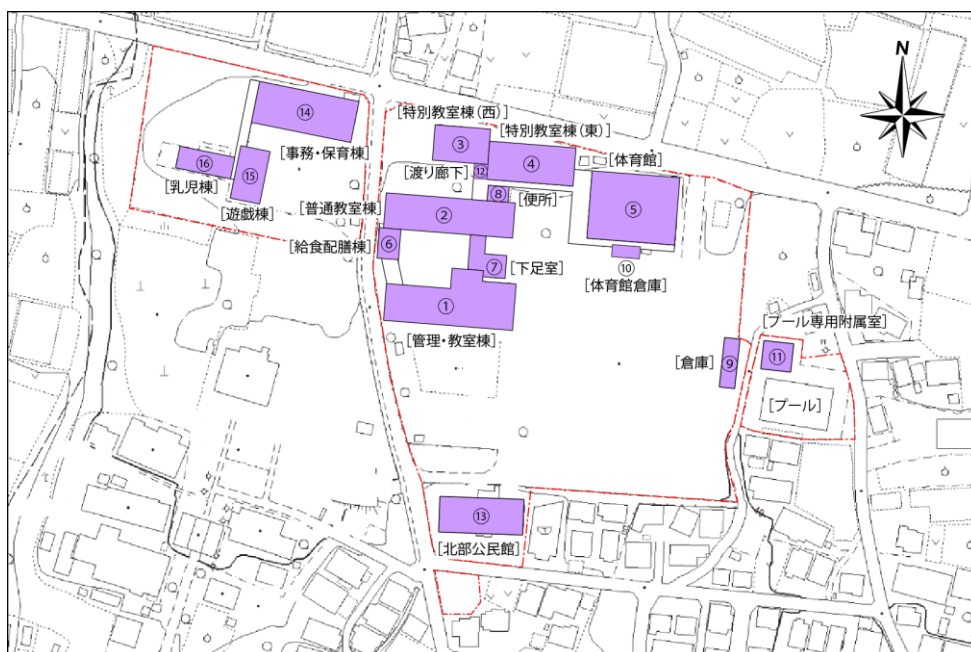 N
[特別教室棟(西)]
⑭
③
[特別教室棟(東)]
④
[体育館]
[事務・保育棟]
⑯
⑮
[渡り廊下]
⑫
⑧
[便所]
[乳児棟]
[遊戯棟]
[普通教室棟]
②
⑤
[給食配膳棟]
⑥
⑦
[下足室]
⑩
[体育館倉庫]
①
[管理・教室棟]
[プール専用附属室]
[倉庫]
⑨
⑪
[プール]
⑬
[北部公民館]